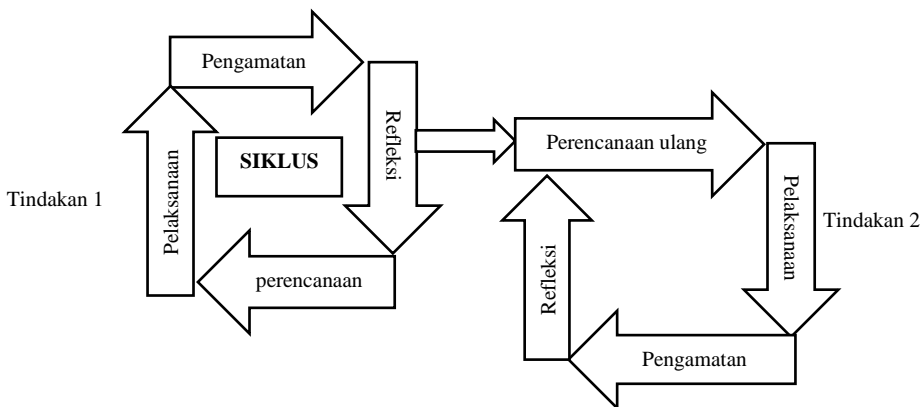 Pengamatan
Refleksi
SIKLUS
Pelaksanaan
Tindakan 1
perencanaan
Perencanaan ulang
Pelaksanaan
Tindakan 2
Refleksi
Pengamatan